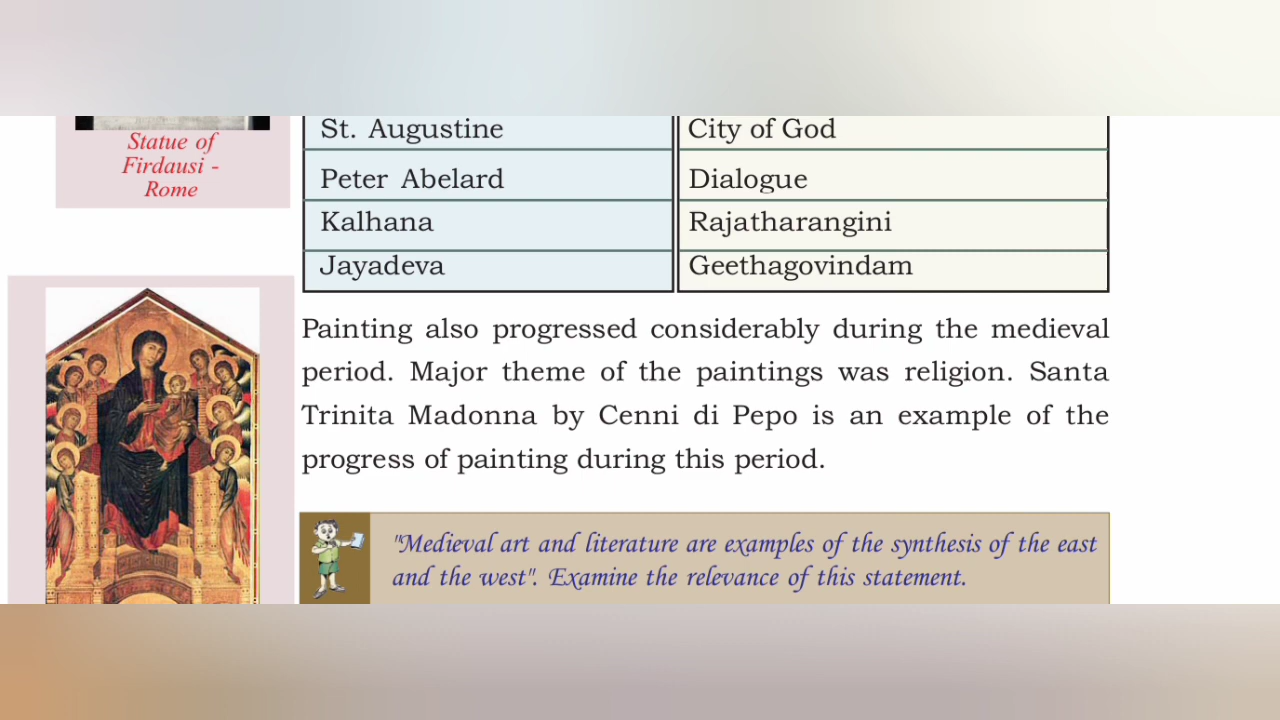 Statue of
Firdausi -
Rome
St. Augustine City of God
Peter Abelard Dialogue
Kalhana Rajatharangini
Jayadeva Geethagovindam
Painting also progressed considerably during the medieval
period. Major theme of the paintings was religion. Santa
Trinita Madonna by Cenni di Pepo is an example of the
progress of painting during this period.
"Medieval art and literature are examples of the synthesis of the east
and the west". Examine the relevance of this statement.